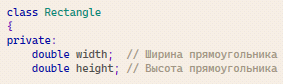 class Rectangle
{
private:
    double width;  // Ширина прямоугольника
    double height; // Высота прямоугольника